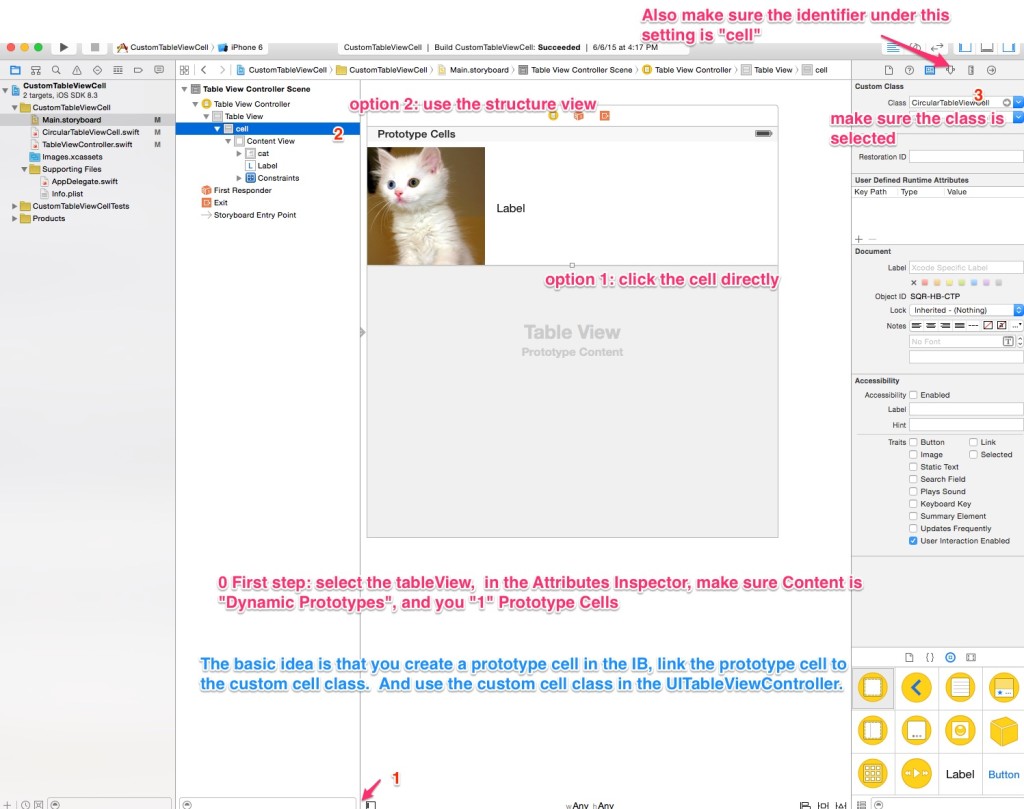 Also make sure the identifier under this
setting is "cell"
CustomTableViewCell
iPhone 6
CustomTableViewCell | Build CustomTableViewCell: Succeeded | 6/6/15 at 4:17 PM
CustomTableViewCell
2 targets, iOS SDK 8.3
CustomTableViewCell
Main.storyboard M
CircularTableViewCell.swift M
TableViewController.swift M
Images.xcassets
Supporting Files
AppDelegate.swift
Info.plist
CustomTableViewCellTests
Products
CustomTableViewCell
CustomTableViewCell
Main.storyboard
Table View Controller Scene
Table View Controller
Table View
cell
Table View Controller Scene
Table View Controller
Table View
cell
2
Content View
cat
L Label
Constraints
First Responder
Exit
Storyboard Entry Point
option 2: use the structure view
Prototype Cells
Label
option 1: click the cell directly
Table View
Prototype Content
0 First step: select the tableView, in the Attributes Inspector, make sure Content is
"Dynamic Prototypes", and you "1" Prototype Cells
The basic idea is that you create a prototype cell in the IB, link the prototype cell to
the custom cell class. And use the custom cell class in the UITableViewController.
1
wAny hAny
Custom Class
3
Class CircularTableViewCell
make sure the class is
selected
Restoration ID
User Defined Runtime Attributes
Key Path Type Value
Document
Label Xcode Specific Label
Object ID SQR-HB-CTP
Lock Inherited - (Nothing)
Notes
No Font
Accessibility
Accessibility Enabled
Label
Hint
Traits Button Link
Image Selected
Static Text
Search Field
Plays Sound
Keyboard Key
Summary Element
Updates Frequently
User Interaction Enabled
Label Button